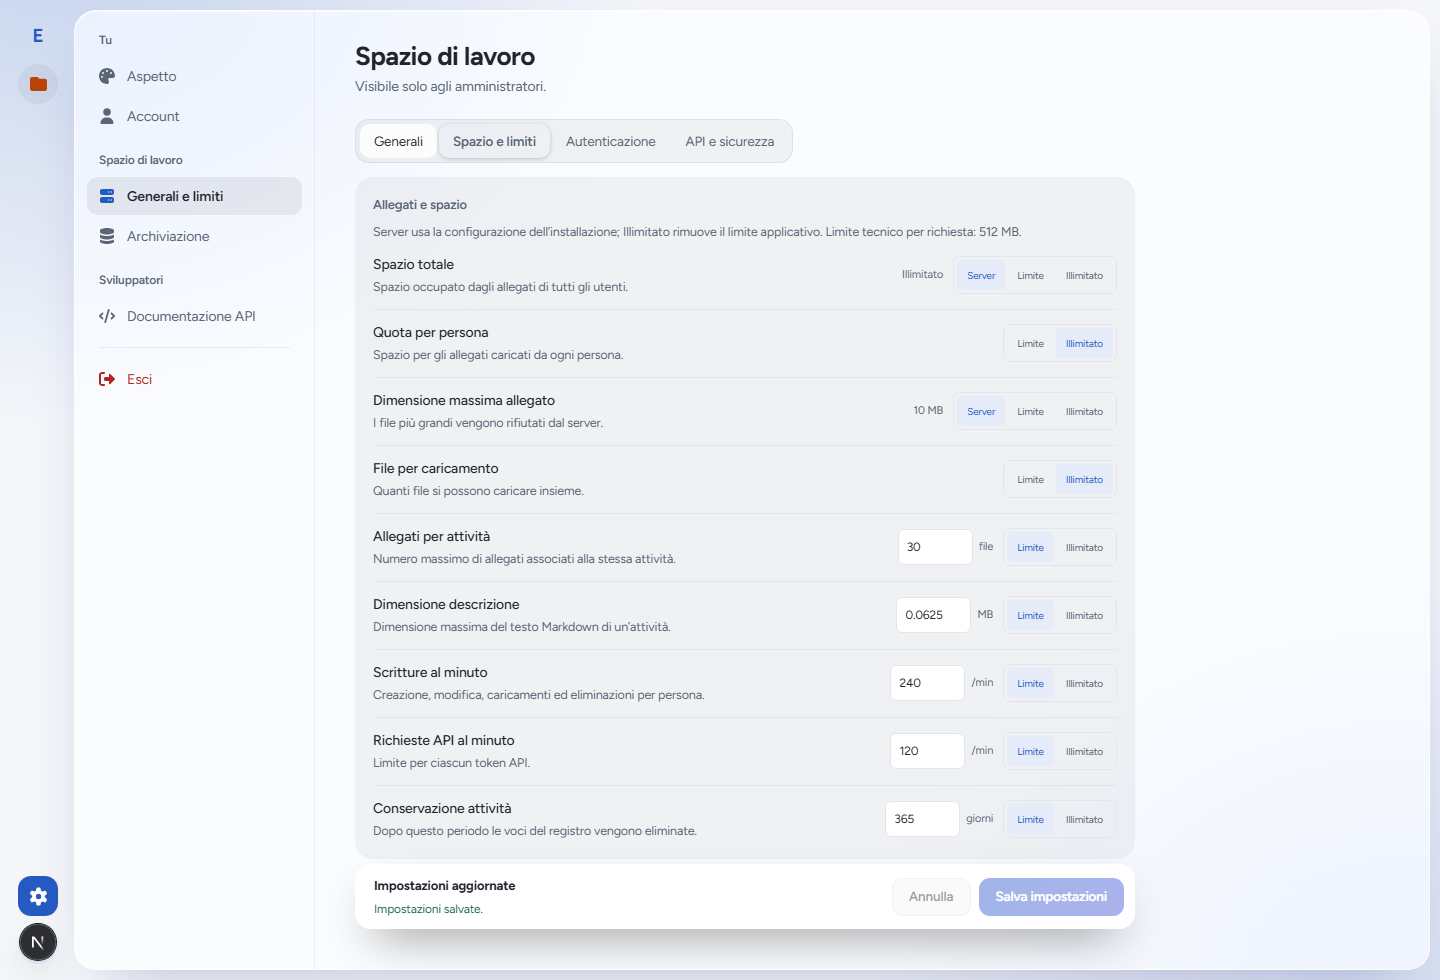 E
Tu
Aspetto
Account
Spazio di lavoro
Generali e limiti
Archiviazione
Sviluppatori
Documentazione API
Esci
N
Spazio di lavoro
Visibile solo agli amministratori.
Generali Spazio e limiti Autenticazione API e sicurezza
Allegati e spazio
Server usa la configurazione dell’installazione; Illimitato rimuove il limite applicativo. Limite tecnico per richiesta: 512 MB.
Spazio totale
Spazio occupato dagli allegati di tutti gli utenti.
Illimitato Server Limite Illimitato
Quota per persona
Spazio per gli allegati caricati da ogni persona.
Limite Illimitato
Dimensione massima allegato
I file più grandi vengono rifiutati dal server.
10 MB Server Limite Illimitato
File per caricamento
Quanti file si possono caricare insieme.
Limite Illimitato
Allegati per attività
Numero massimo di allegati associati alla stessa attività.
30 file Limite Illimitato
Dimensione descrizione
Dimensione massima del testo Markdown di un’attività.
0.0625 MB Limite Illimitato
Scritture al minuto
Creazione, modifica, caricamenti ed eliminazioni per persona.
240 /min Limite Illimitato
Richieste API al minuto
Limite per ciascun token API.
120 /min Limite Illimitato
Conservazione attività
Dopo questo periodo le voci del registro vengono eliminate.
365 giorni Limite Illimitato
Impostazioni aggiornate
Impostazioni salvate.
Annulla Salva impostazioni